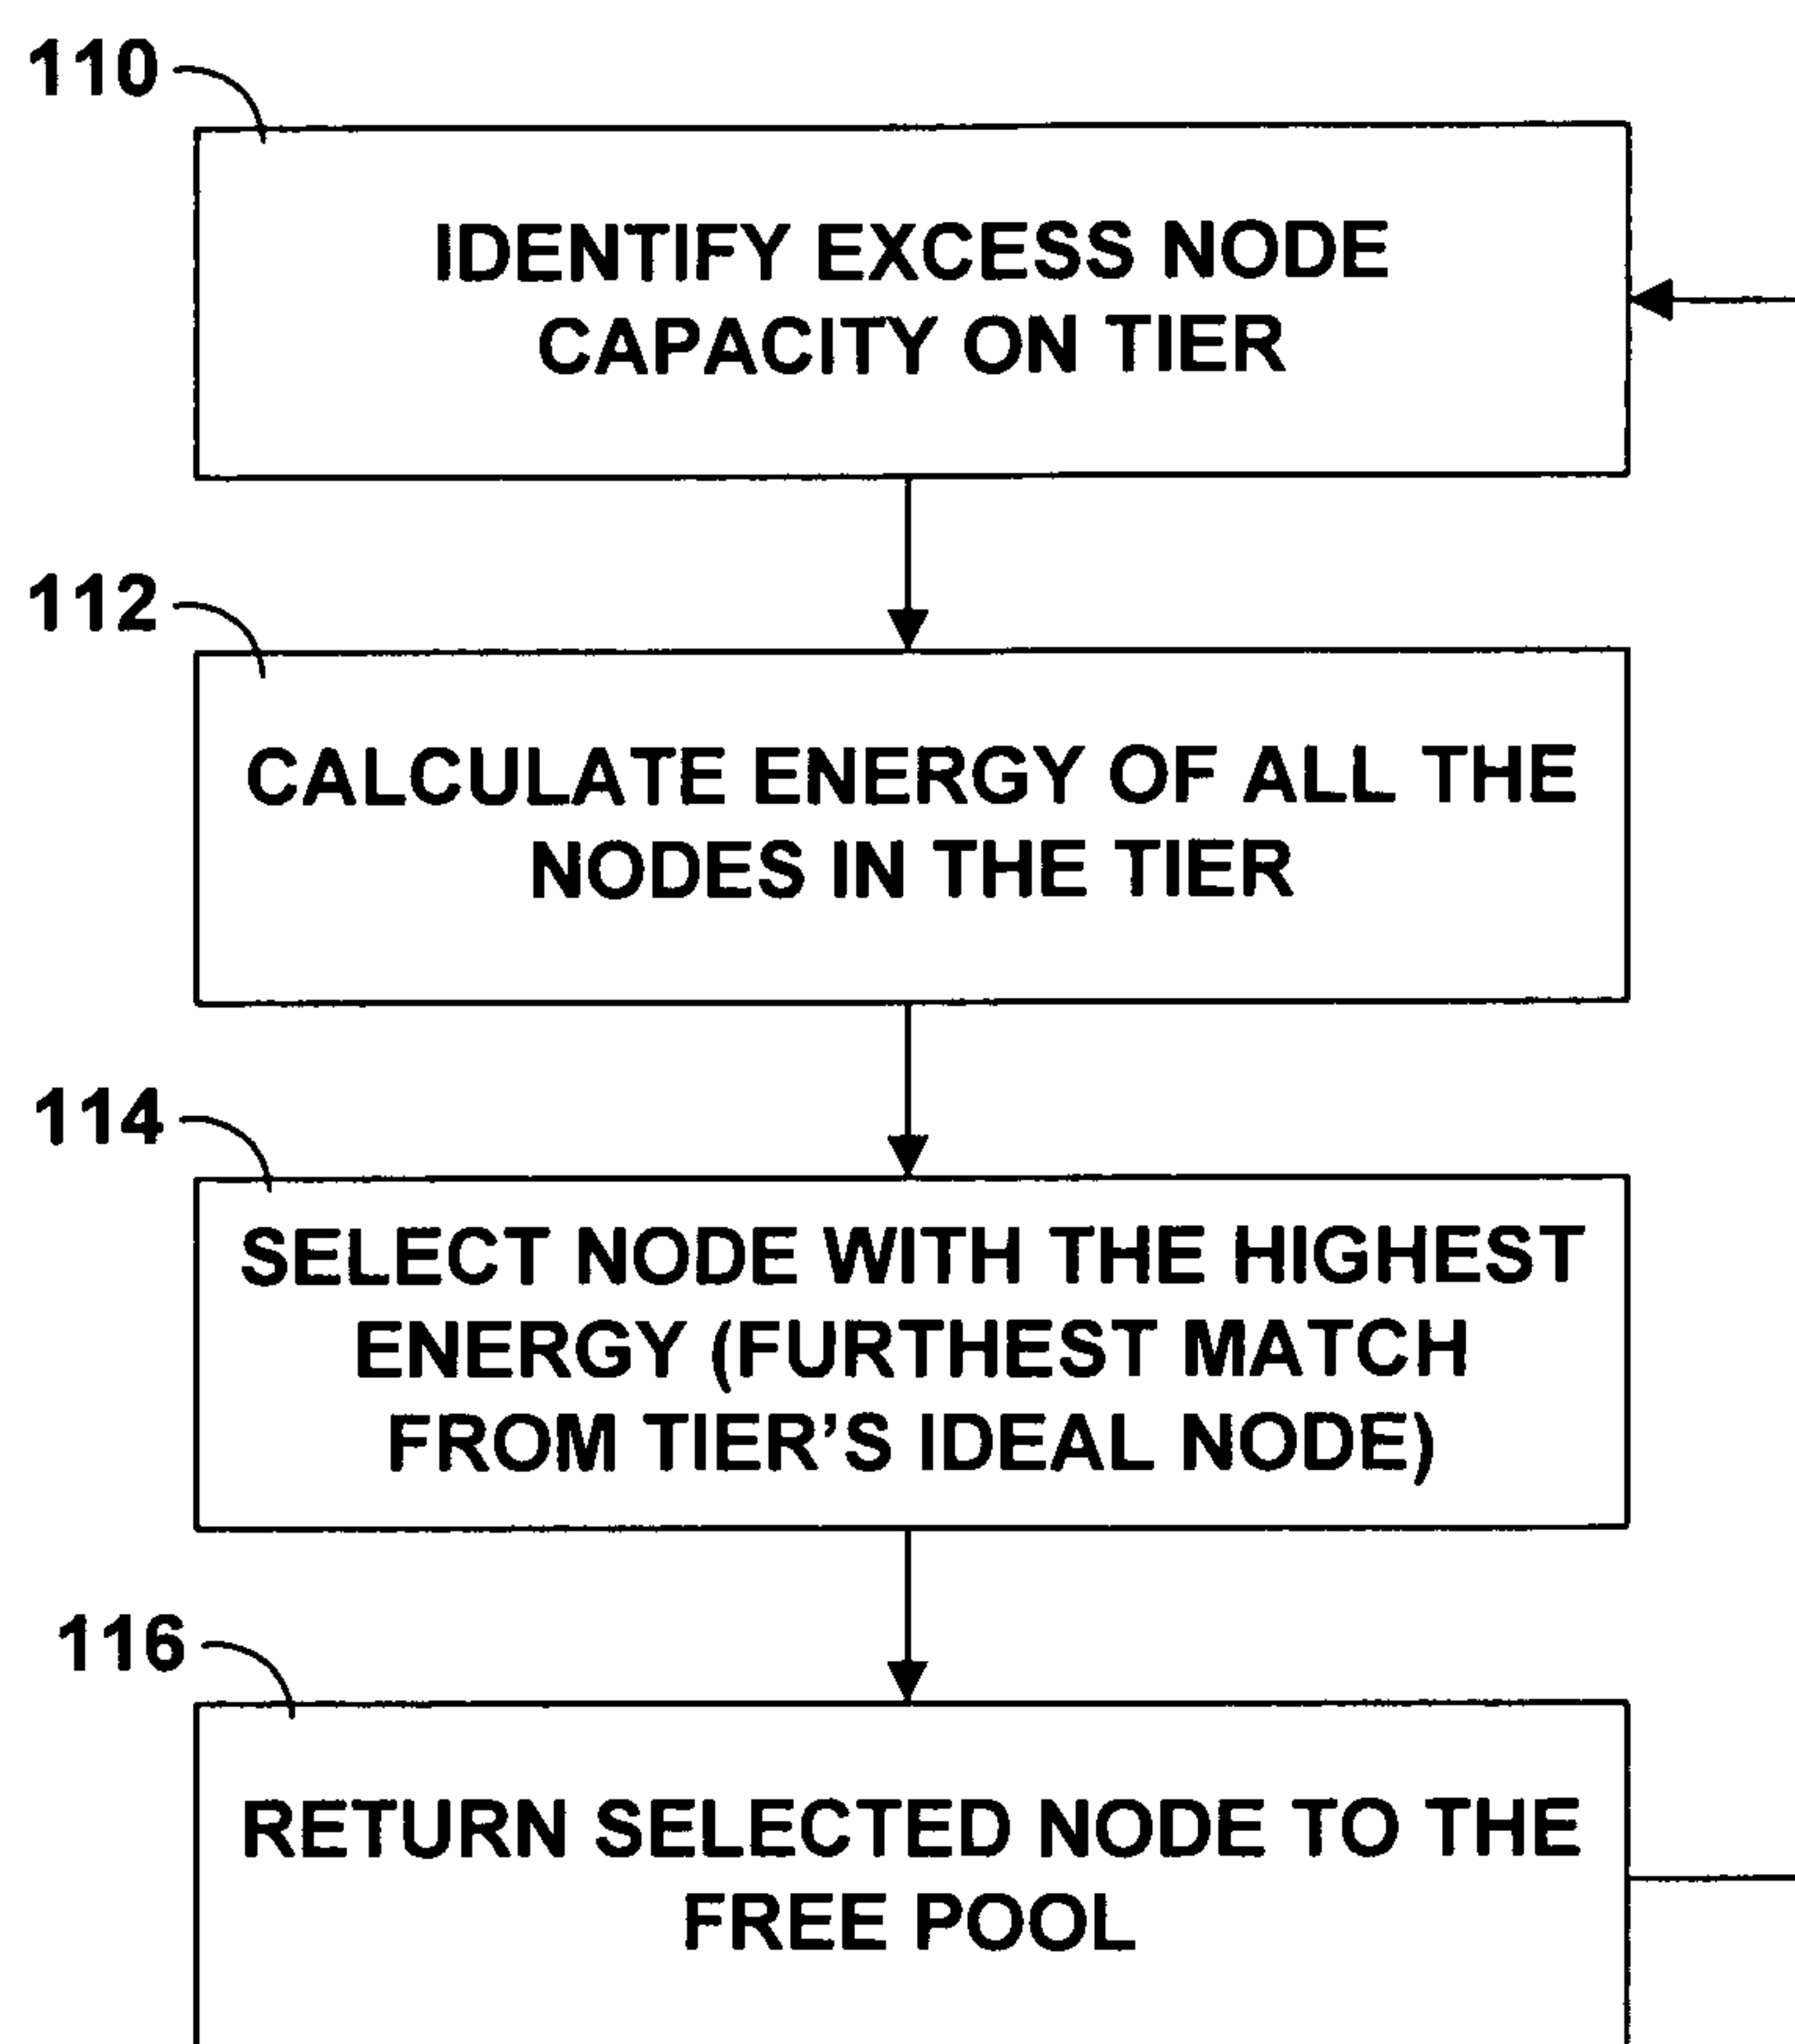 110
IDENTIFY EXCESS NODE
CAPACITY ON TIER
112
CALCULATE ENERGY OF ALL THE
NODES IN THE TIER
114
SELECT NODE WITH THE HIGHEST
ENERGY (FURTHEST MATCH
FROM TIER’S IDEAL NODE)
116
RETURN SELECTED NODE TO THE
FREE POOL